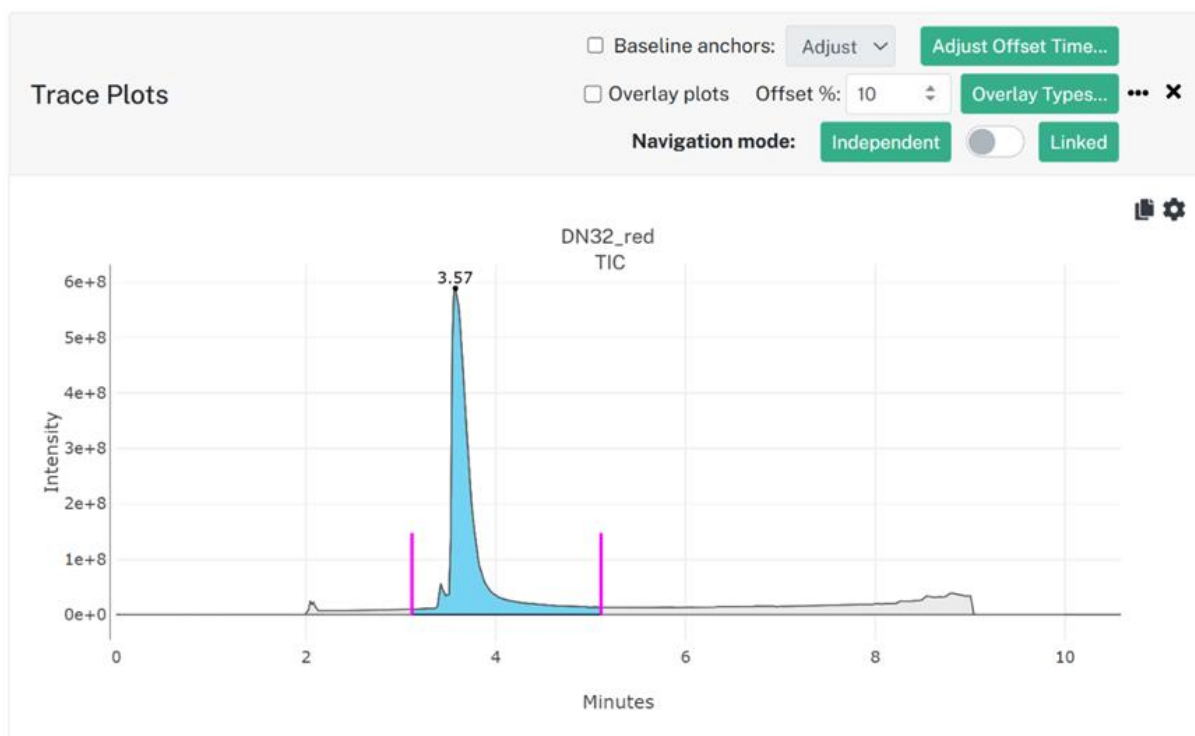 Baseline anchors: Adjust Adjust Offset Time...
Trace Plots
Overlay plots Offset %: 10 Overlay Types...
Navigation mode: Independent Linked
DN32_red
TIC
3.57
6e+8
5e+8
4e+8
3e+8
2e+8
1e+8
0e+0
Intensity
0 2 4 6 8 10
Minutes